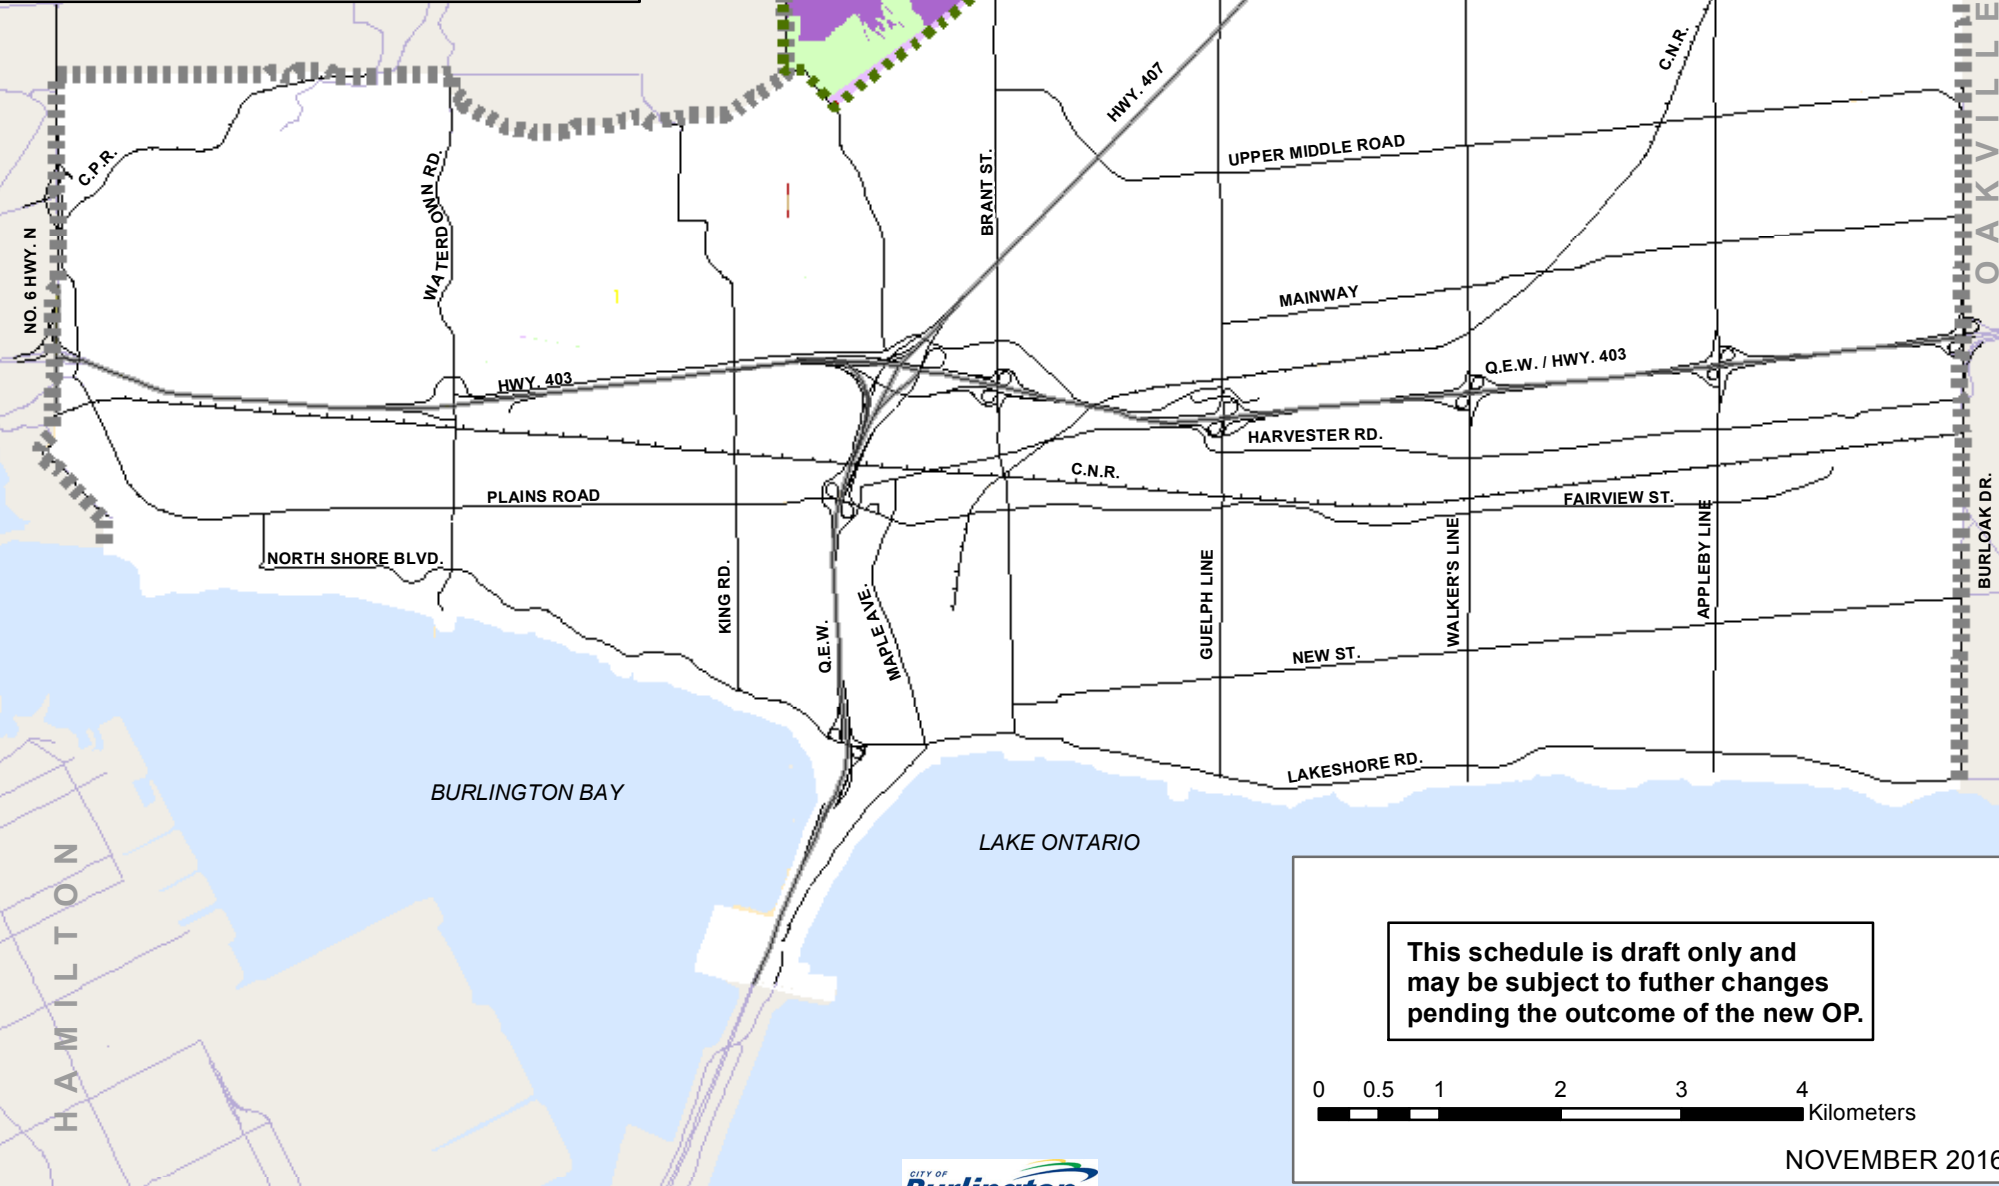 C.N.R.
HWY. 407
OAKVILLE
UPPER MIDDLE ROAD
C.P.R.
WATERDOWN RD.
BRANT ST.
NO. 6 HWY. N
MAINWAY
Q.E.W. / HWY. 403
HWY. 403
HARVESTER RD.
C.N.R.
PLAINS ROAD
FAIRVIEW ST.
BURLOAK DR.
NORTH SHORE BLVD.
KING RD.
Q.E.W.
MAPLE AVE.
GUELPH LINE
WALKER'S LINE
APPLEBY LINE
NEW ST.
LAKESHORE RD.
BURLINGTON BAY
LAKE ONTARIO
HAMILTON
This schedule is draft only and
may be subject to futher changes
pending the outcome of the new OP.
0 0.5 1 2 3 4
Kilometers
NOVEMBER 2016
CITY OF
Burlington